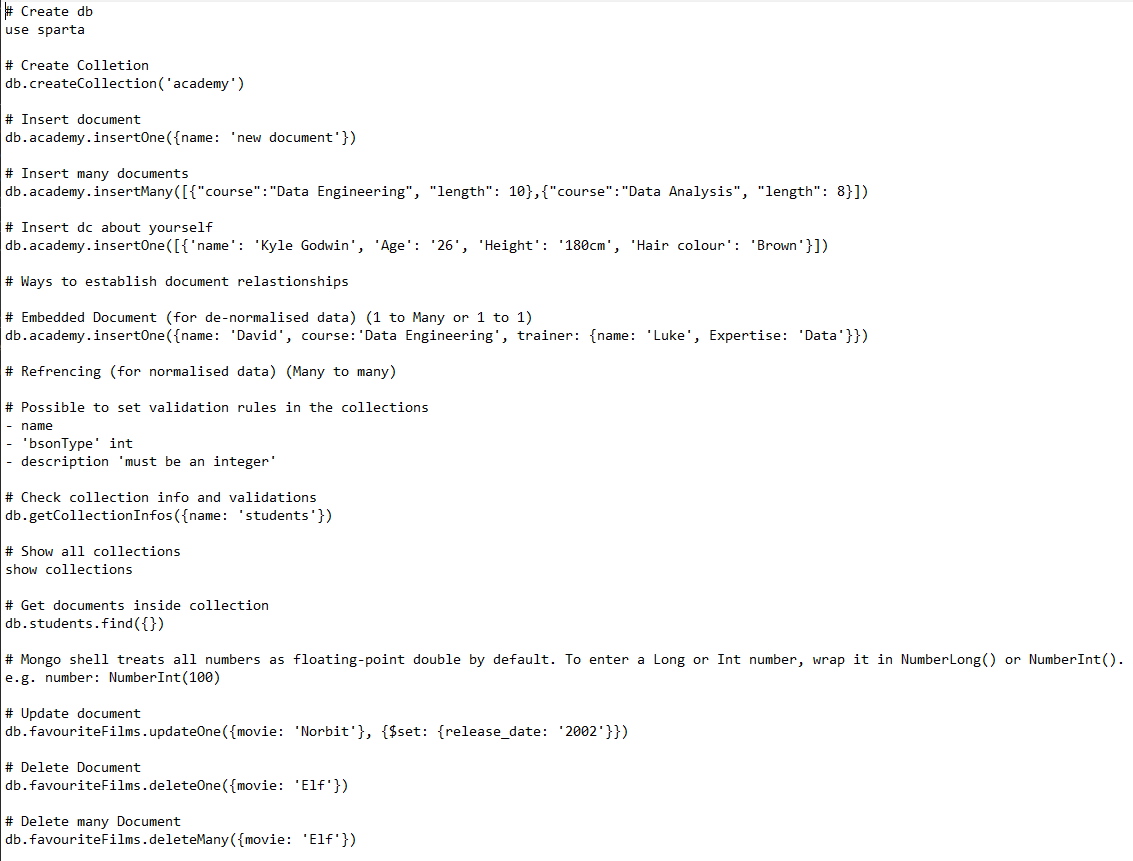 # Create db
use sparta
# Create Colletion
db.createCollection('academy')
# Insert document
db.academy.insertOne({name: 'new document'})
# Insert many documents
db.academy.insertMany([{"course":"Data Engineering", "length": 10},{"course":"Data Analysis", "length": 8}])
# Insert dc about yourself
db.academy.insertOne([{'name': 'Kyle Godwin', 'Age': '26', 'Height': '180cm', 'Hair colour': 'Brown'}])
# Ways to establish document relastionships
# Embedded Document (for de-normalised data) (1 to Many or 1 to 1)
db.academy.insertOne({name: 'David', course:'Data Engineering', trainer: {name: 'Luke', Expertise: 'Data'}})
# Refrencing (for normalised data) (Many to many)
# Possible to set validation rules in the collections
- name
- 'bsonType' int
- description 'must be an integer'
# Check collection info and validations
db.getCollectionInfos({name: 'students'})
# Show all collections
show collections
# Get documents inside collection
db.students.find({})
# Mongo shell treats all numbers as floating-point double by default. To enter a Long or Int number, wrap it in NumberLong() or NumberInt().
e.g. number: NumberInt(100)
# Update document
db.favouriteFilms.updateOne({movie: 'Norbit'}, {$set: {release_date: '2002'}})
# Delete Document
db.favouriteFilms.deleteOne({movie: 'Elf'})
# Delete many Document
db.favouriteFilms.deleteMany({movie: 'Elf'})